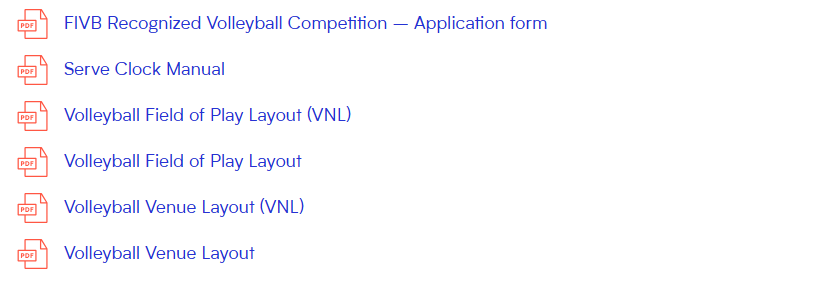 PDF FIVB Recognized Volleyball Competition — Application form
PDF Serve Clock Manual
PDF Volleyball Field of Play Layout (VNL)
PDF Volleyball Field of Play Layout
PDF Volleyball Venue Layout (VNL)
PDF Volleyball Venue Layout